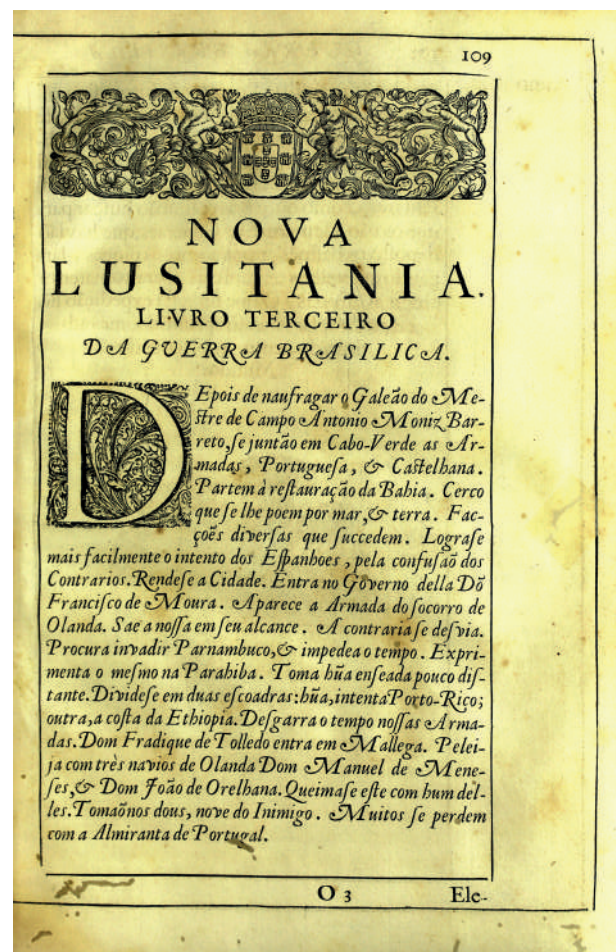 109
NOVA
LUSITANIA.
LIVRO TERCEIRO
DA GVERRA BRASILICA.
DEpois de naufragar o Galeão do Me-
ſtre de Campo Antonio Moniz Bar-
reto, ſe juntão em Cabo-Verde as Ar-
madas, Portugueſa, & Caſtelhana.
Partem à reſtauração da Bahia. Cerco
que ſe lhe poem por mar, & terra. Fac-
çoẽs diverſas que ſuccedem. Lograſe
mais facilmente o intento dos Eſpanhoes, pela confuſaõ dos
Contrarios. Rendeſe a Cidade. Entra no Gõverno della Dõ
Franciſco de Moura. Aparece a Armada do ſocorro de
Olanda. Sae a noſſa em ſeu alcance. A contraria ſe deſvia.
Procura invadir Parnambuco, & impedea o tempo. Expri-
menta o meſmo na Parahiba. Toma hũa enſeada pouco diſ-
tante. Divideſe em duas eſcoadras: hũa, intenta Porto-Rico;
outra, a coſta da Ethiopia. Deſgarra o tempo noſſas Arma-
das. Dom Fradique de Tolledo entra em Mallega. Pelei-
ja com três navios de Olanda Dom Manuel de Mene-
ſes, & Dom João de Orelhana. Queimaſe eſte com hum del-
les. Tomaõnos dous, nove do Inimigo. Muitos ſe perdem
com a Almiranta de Portugal.
O 3
Ele-